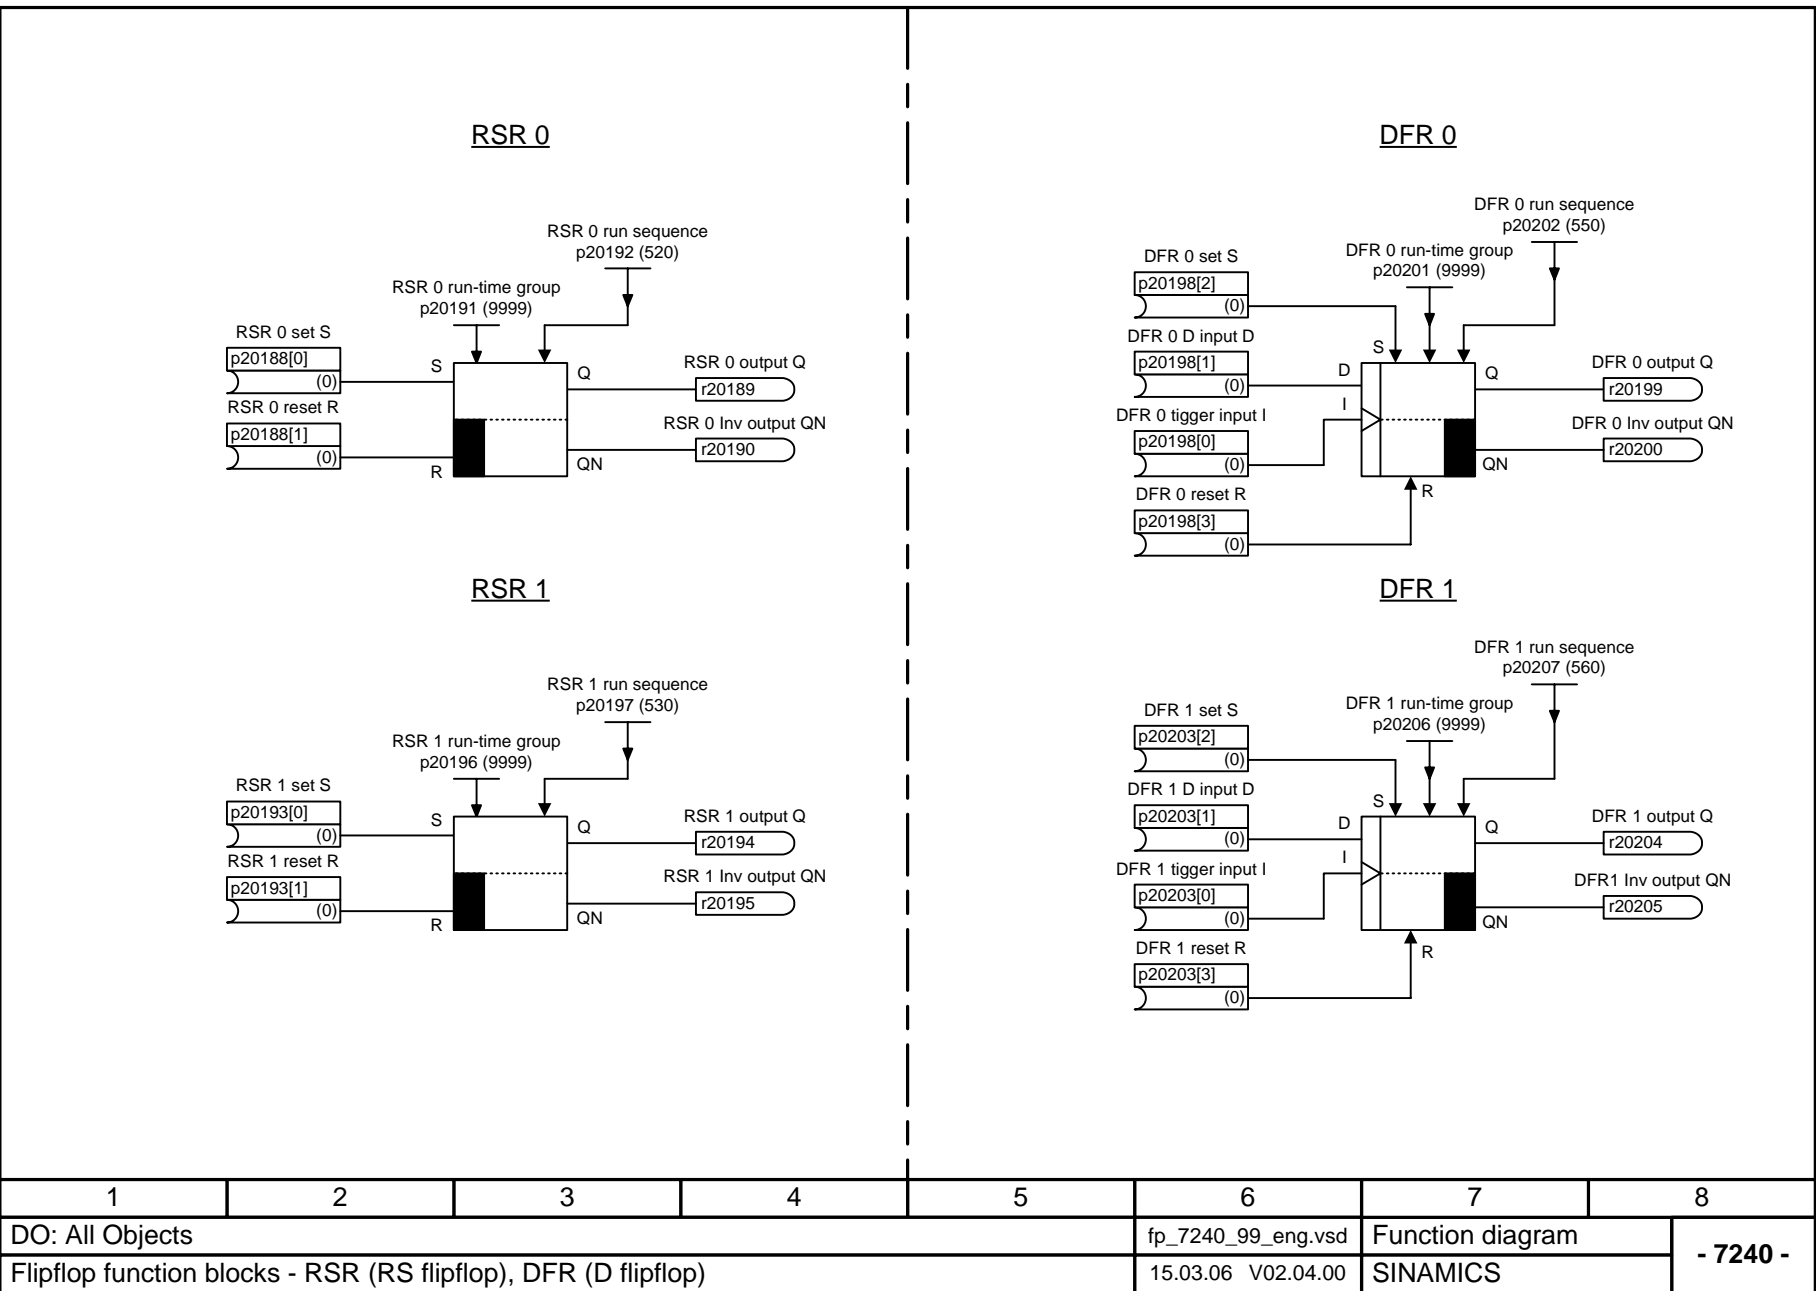 RSR 0
RSR 0 run sequence
p20192 (520)
RSR 0 run-time group
p20191 (9999)
RSR 0 set S
p20188[0]
(0)
RSR 0 reset R
p20188[1]
(0)
S
R
Q
QN
RSR 0 output Q
r20189
RSR 0 Inv output QN
r20190
RSR 1
RSR 1 run sequence
p20197 (530)
RSR 1 run-time group
p20196 (9999)
RSR 1 set S
p20193[0]
(0)
RSR 1 reset R
p20193[1]
(0)
S
R
Q
QN
RSR 1 output Q
r20194
RSR 1 Inv output QN
r20195
DFR 0
DFR 0 run sequence
p20202 (550)
DFR 0 run-time group
p20201 (9999)
DFR 0 set S
p20198[2]
(0)
DFR 0 D input D
p20198[1]
(0)
DFR 0 tigger input I
p20198[0]
(0)
DFR 0 reset R
p20198[3]
(0)
S
D
I
R
Q
QN
DFR 0 output Q
r20199
DFR 0 Inv output QN
r20200
DFR 1
DFR 1 run sequence
p20207 (560)
DFR 1 run-time group
p20206 (9999)
DFR 1 set S
p20203[2]
(0)
DFR 1 D input D
p20203[1]
(0)
DFR 1 tigger input I
p20203[0]
(0)
DFR 1 reset R
p20203[3]
(0)
S
D
I
R
Q
QN
DFR 1 output Q
r20204
DFR1 Inv output QN
r20205
1 2 3 4 5 6 7 8
DO: All Objects
fp_7240_99_eng.vsd
Function diagram
- 7240 -
Flipflop function blocks - RSR (RS flipflop), DFR (D flipflop)
15.03.06 V02.04.00
SINAMICS